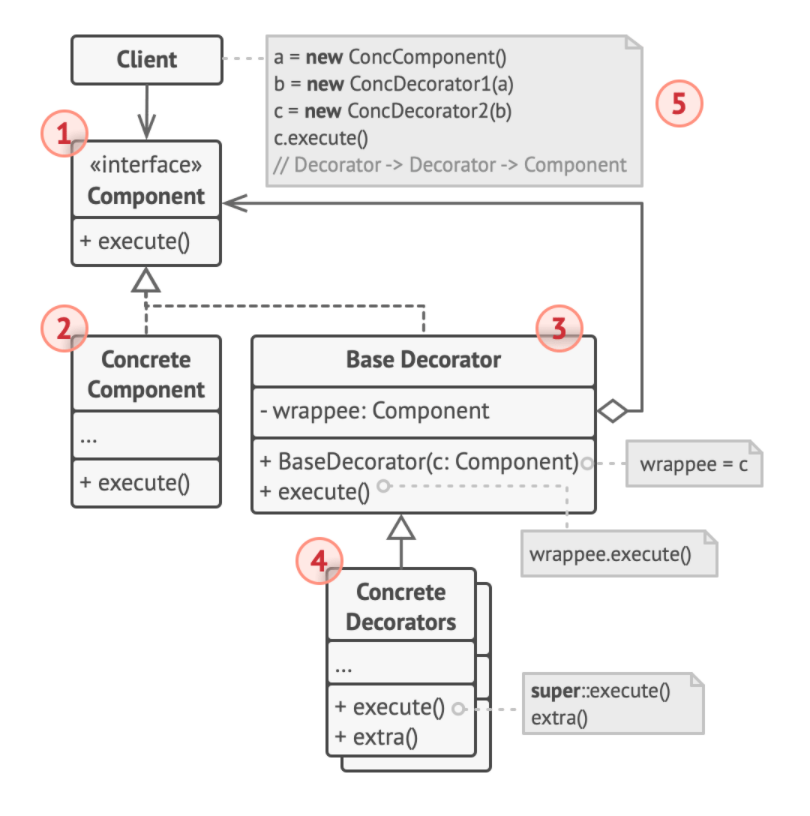 Client
a = new ConcComponent()
b = new ConcDecorator1(a)
c = new ConcDecorator2(b)
c.execute()
// Decorator -> Decorator -> Component
5
1
«interface»
Component
+ execute()
2
Concrete
Component
...
+ execute()
3
Base Decorator
- wrappee: Component
+ BaseDecorator(c: Component)
+ execute()
wrappee = c
wrappee.execute()
4
Concrete
Decorators
...
+ execute()
+ extra()
super::execute()
extra()